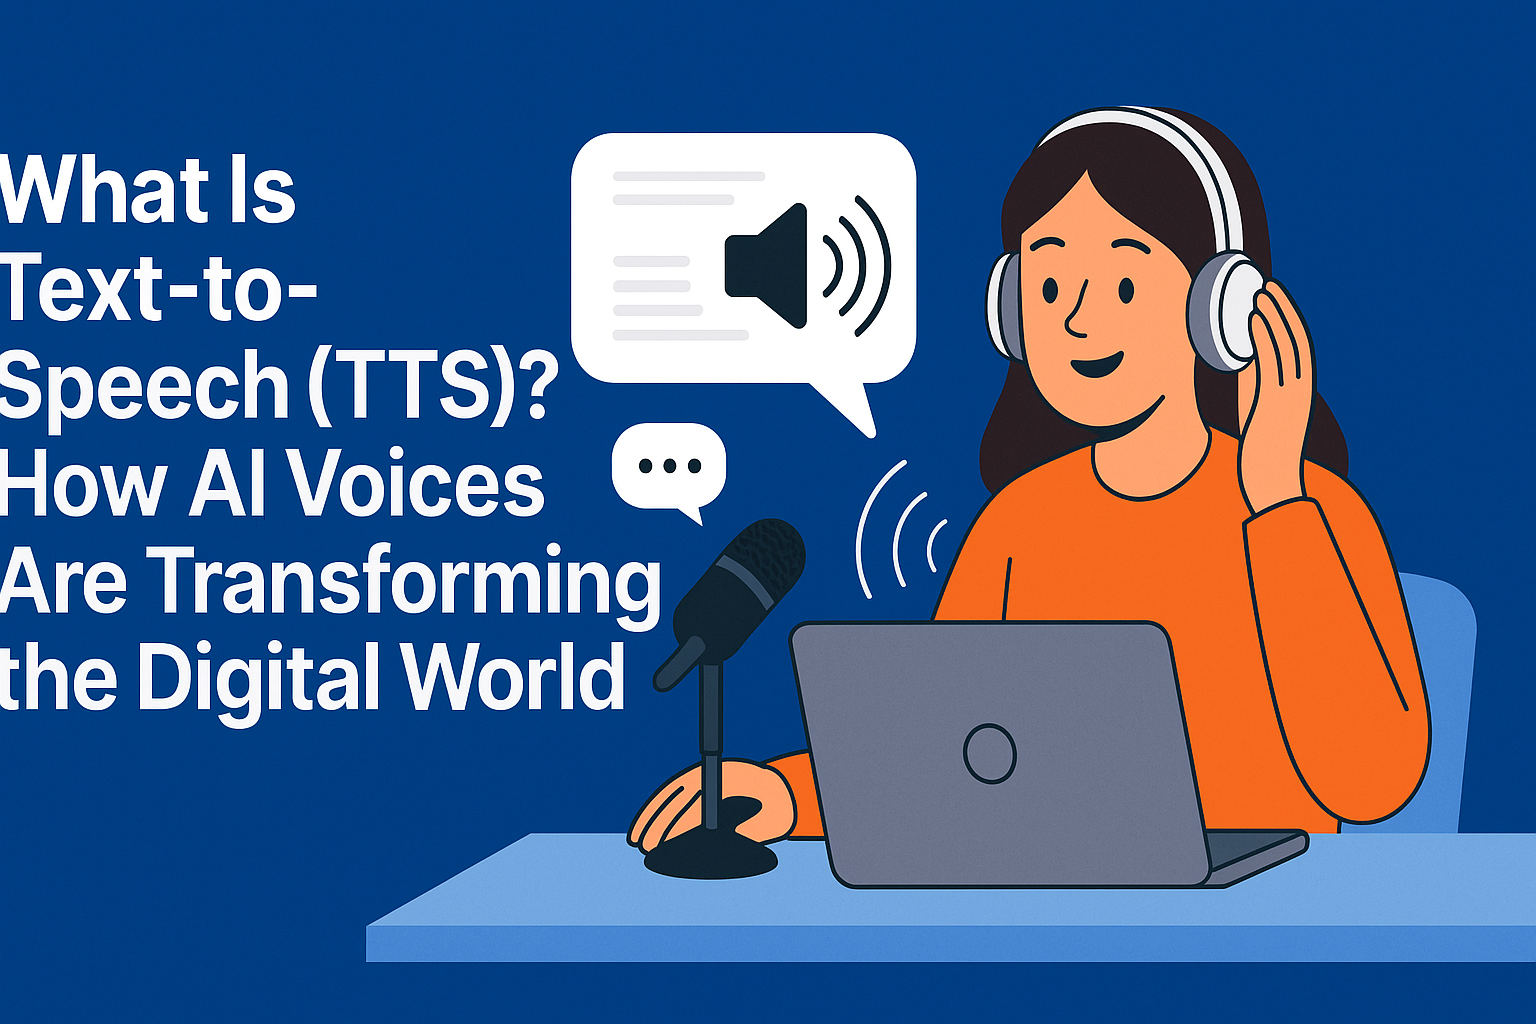 What Is
Text-to-
Speech (TTS)?
How AI Voices
Are Transforming
the Digital World